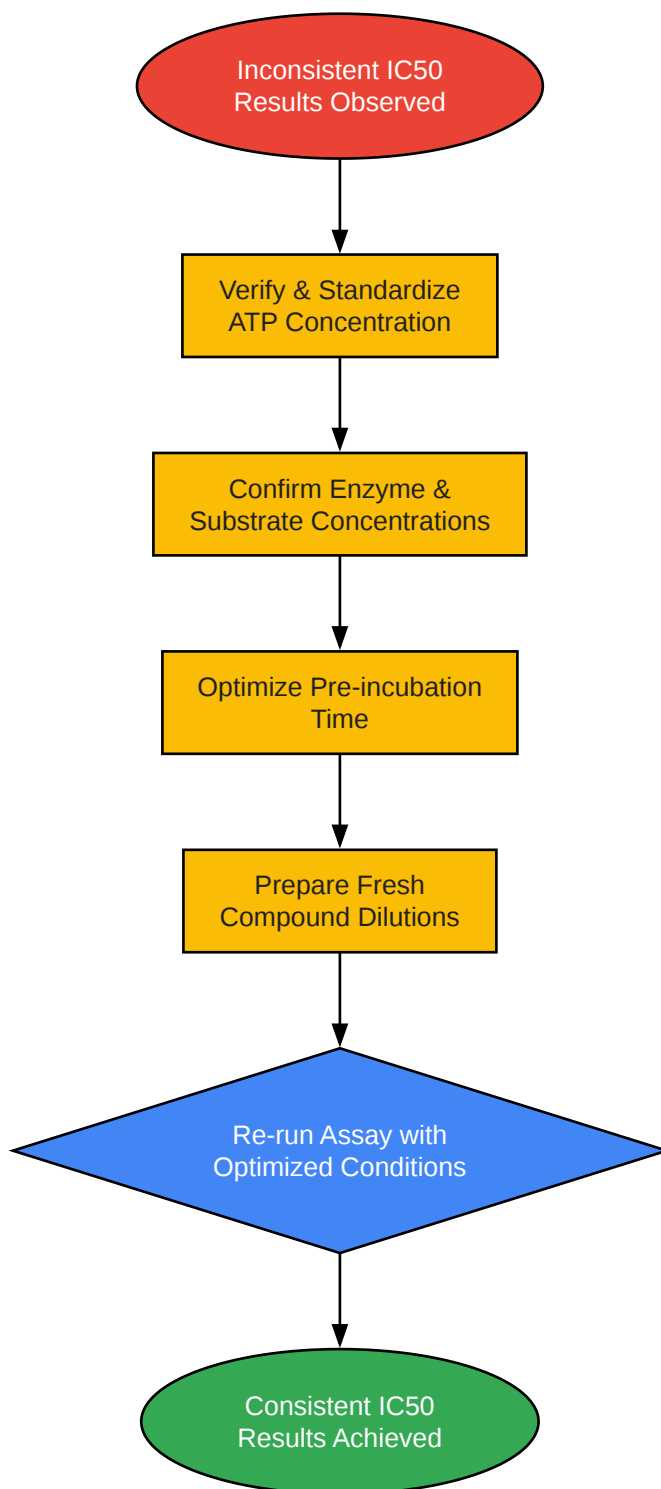 Inconsistent IC50
Results Observed
Verify & Standardize
ATP Concentration
Confirm Enzyme &
Substrate Concentrations
Optimize Pre-incubation
Time
Prepare Fresh
Compound Dilutions
Re-run Assay with
Optimized Conditions
Consistent IC50
Results Achieved